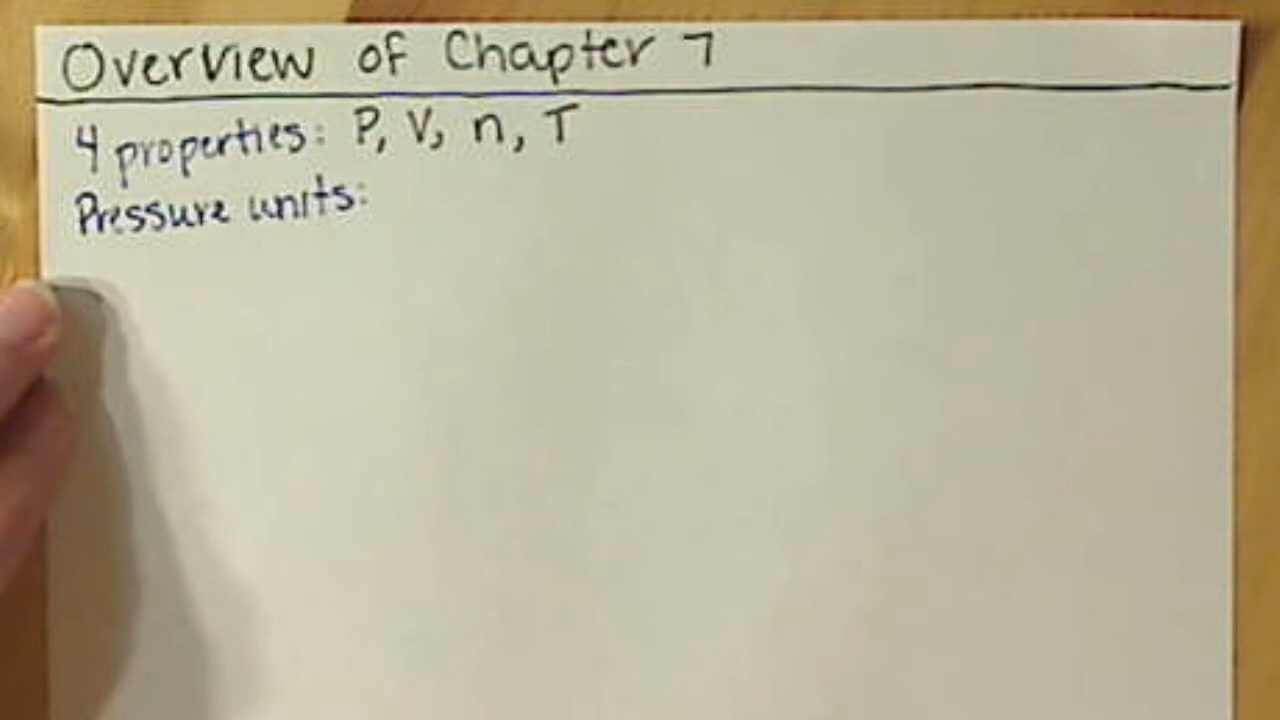 Overview of Chapter 7
4 properties: P, V, n, T
Pressure units: